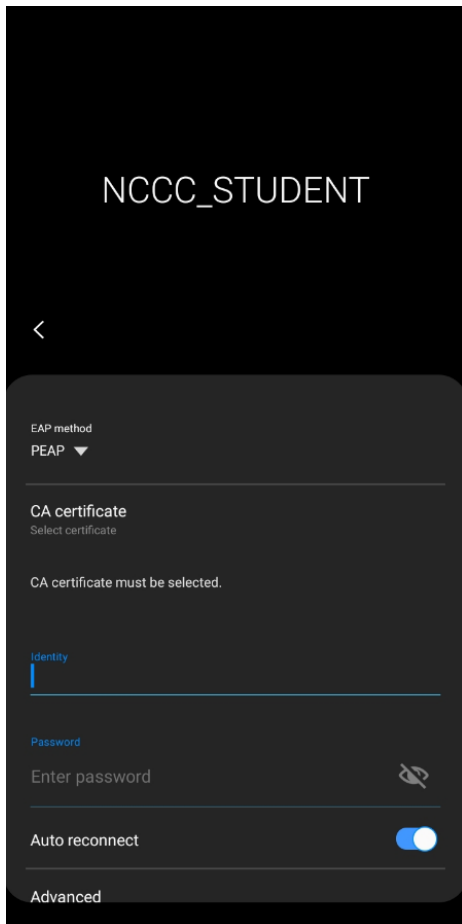 NCCC_STUDENT
EAP method
PEAP
CA certificate
Select certificate
CA certificate must be selected.
Identity
Password
Enter password
Auto reconnect
Advanced